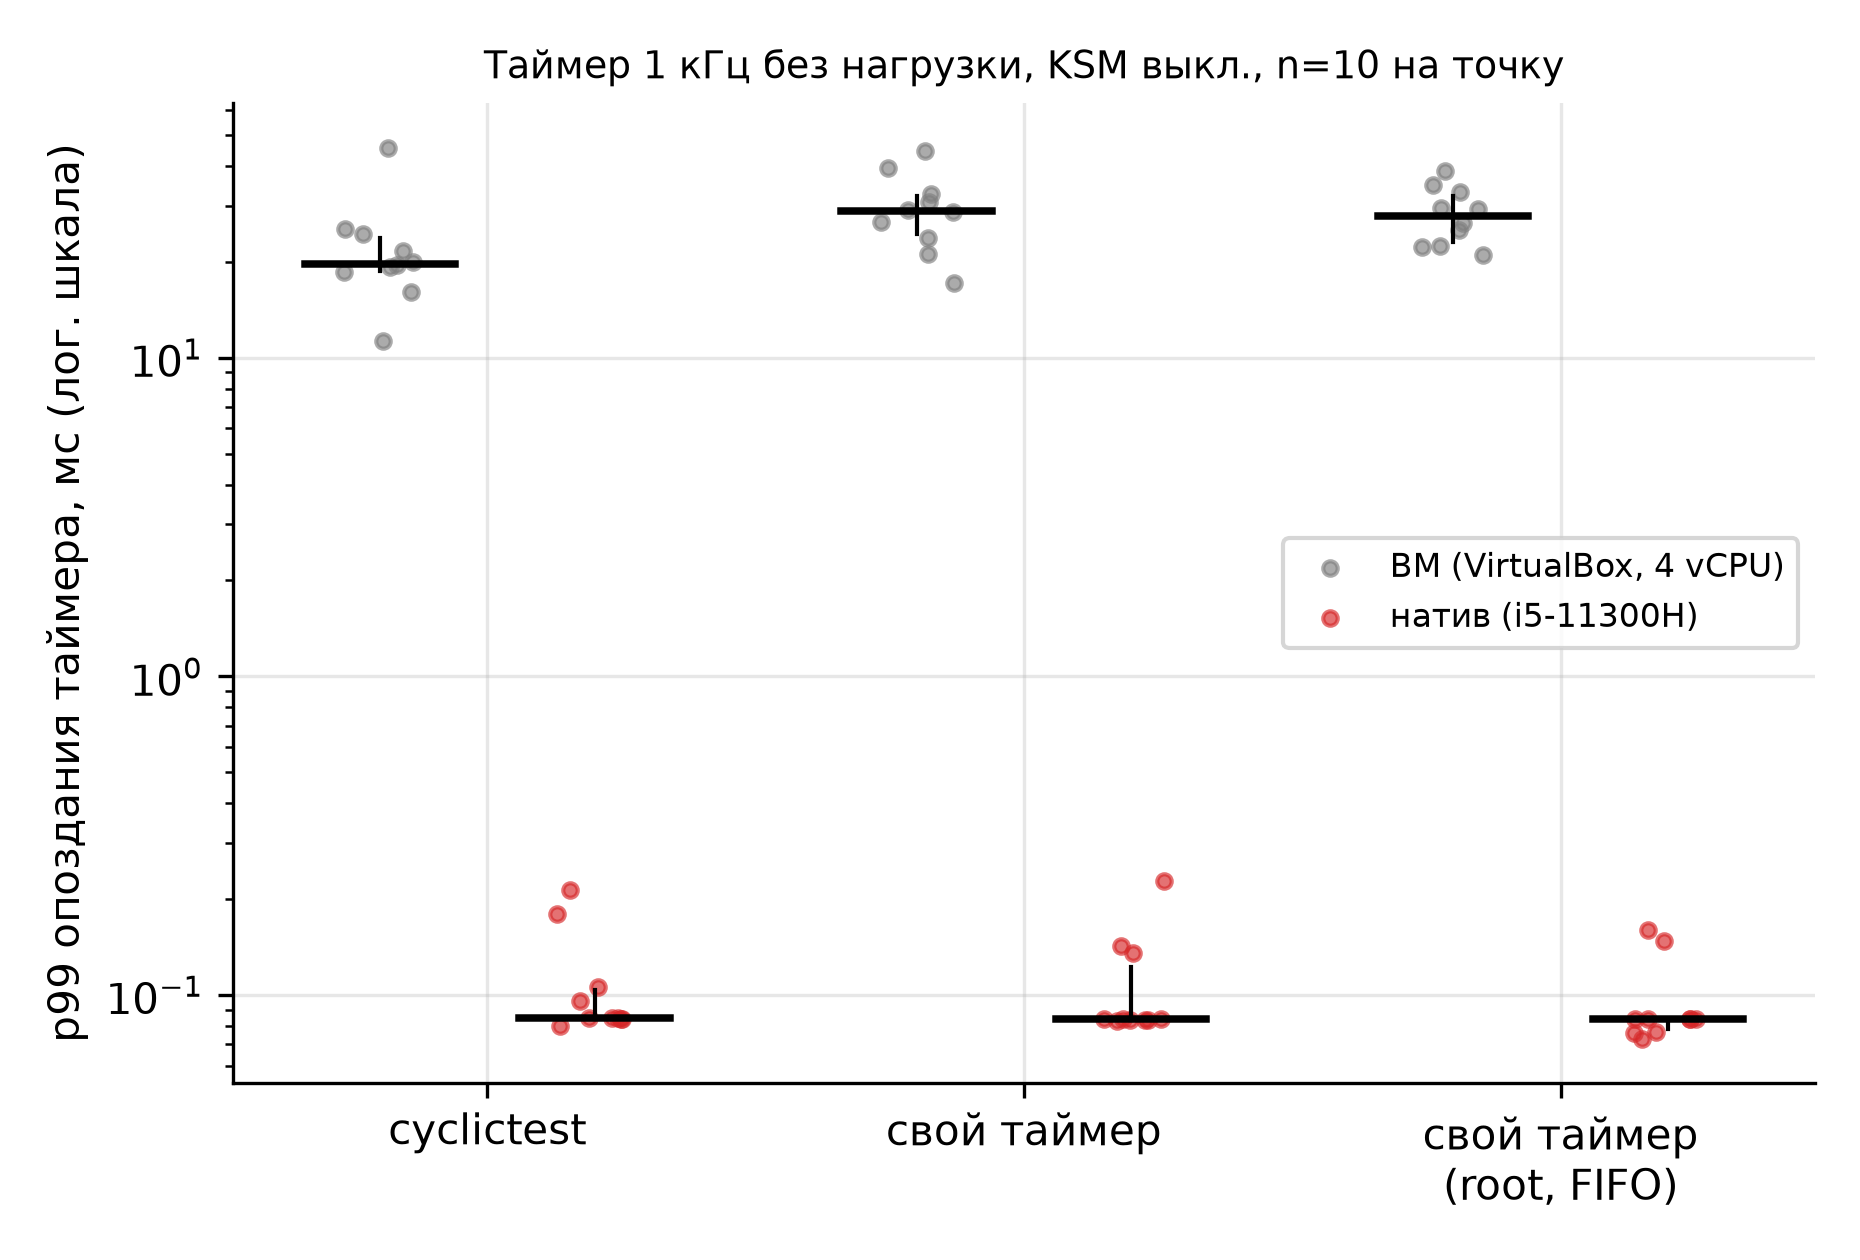 Таймер 1 кГц без нагрузки, KSM выкл., n=10 на точку
p99 опоздания таймера, мс (лог. шкала)
10¹
10⁰
10⁻¹
ВМ (VirtualBox, 4 vCPU)
натив (i5-11300H)
cyclictest
свой таймер
свой таймер
(root, FIFO)